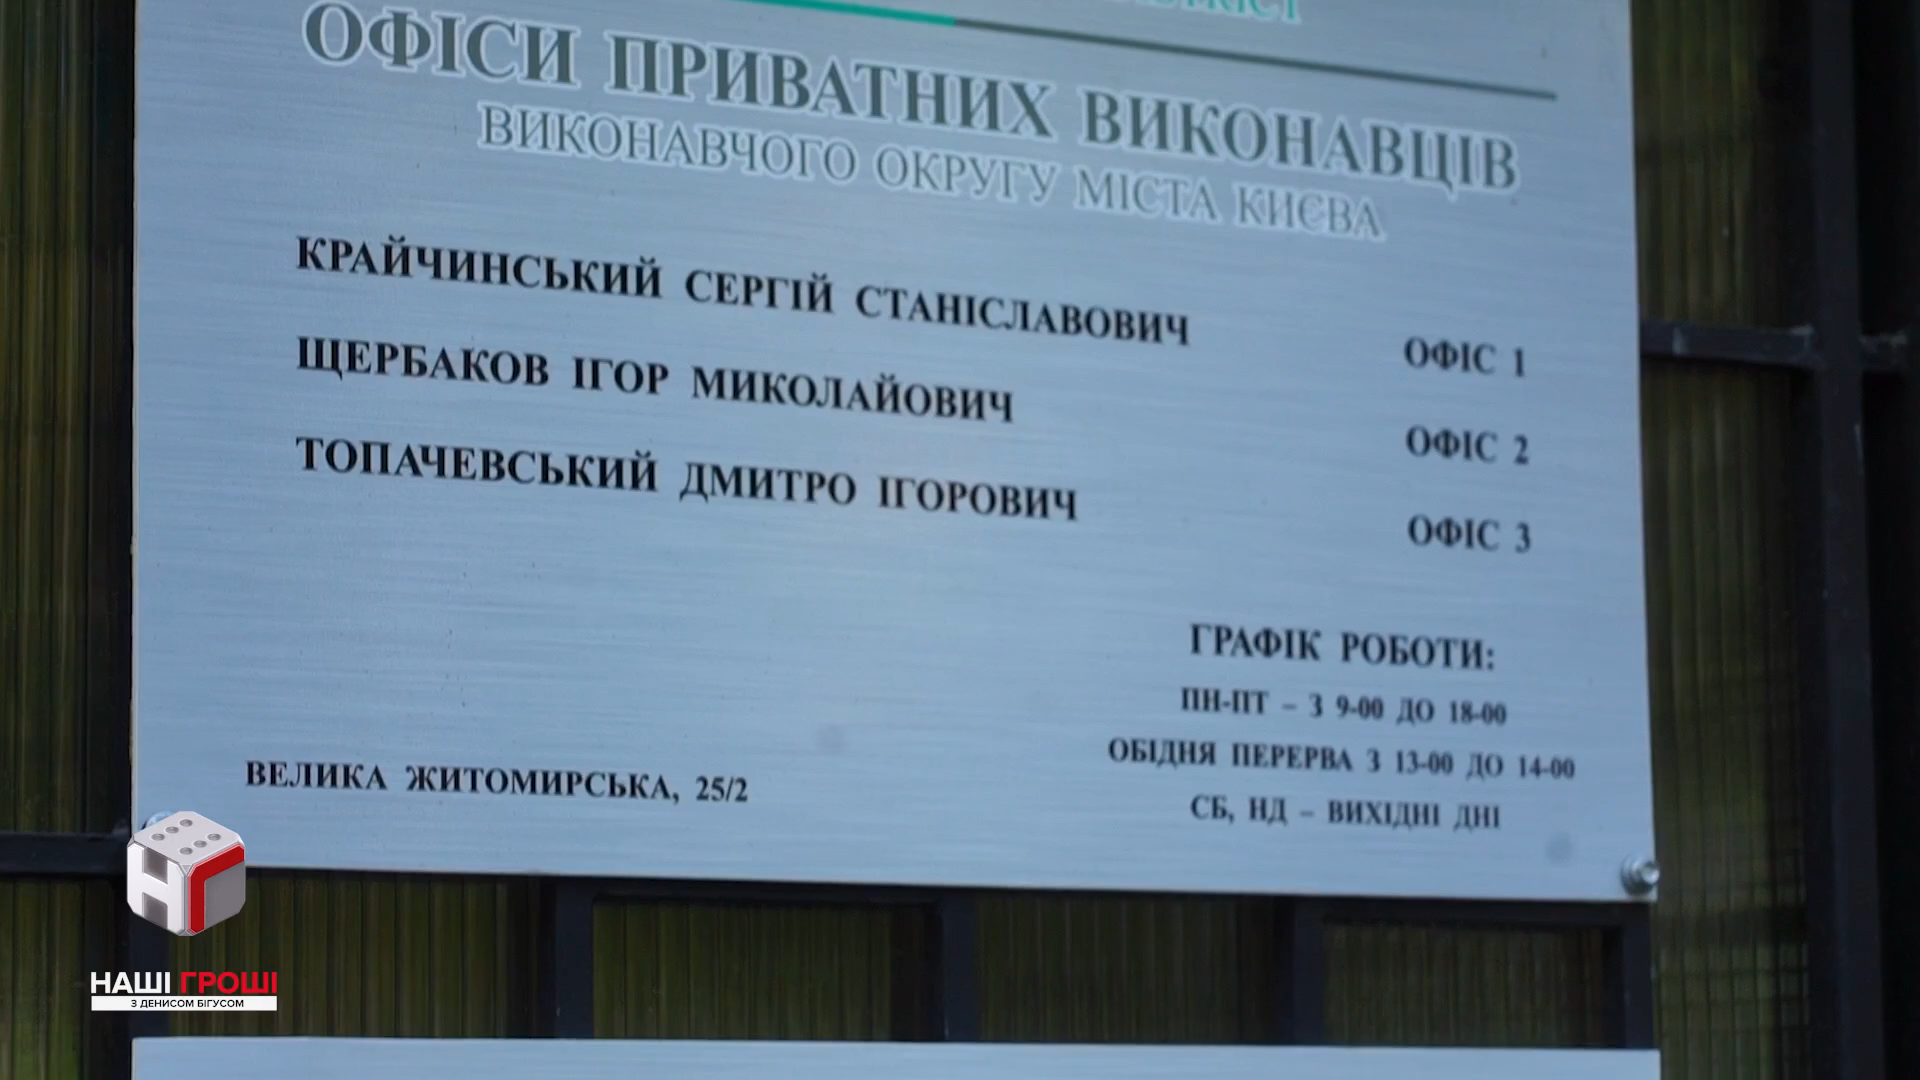 ОФІСИ ПРИВАТНИХ ВИКОНАВЦІВ
ВИКОНАВЧОГО ОКРУГУ МІСТА КИЄВА
КРАЙЧИНСЬКИЙ СЕРГІЙ СТАНІСЛАВОВИЧ ОФІС 1
ЩЕРБАКОВ ІГОР МИКОЛАЙОВИЧ ОФІС 2
ТОПАЧЕВСЬКИЙ ДМИТРО ІГОРОВИЧ ОФІС 3
ГРАФІК РОБОТИ:
ПН-ПТ – З 9-00 ДО 18-00
ОБІДНЯ ПЕРЕРВА З 13-00 ДО 14-00
СБ, НД – ВИХІДНІ ДНІ
ВЕЛИКА ЖИТОМИРСЬКА, 25/2
НГ
НАШІ ГРОШІ
З ДЕНИСОМ БІГУСОМ